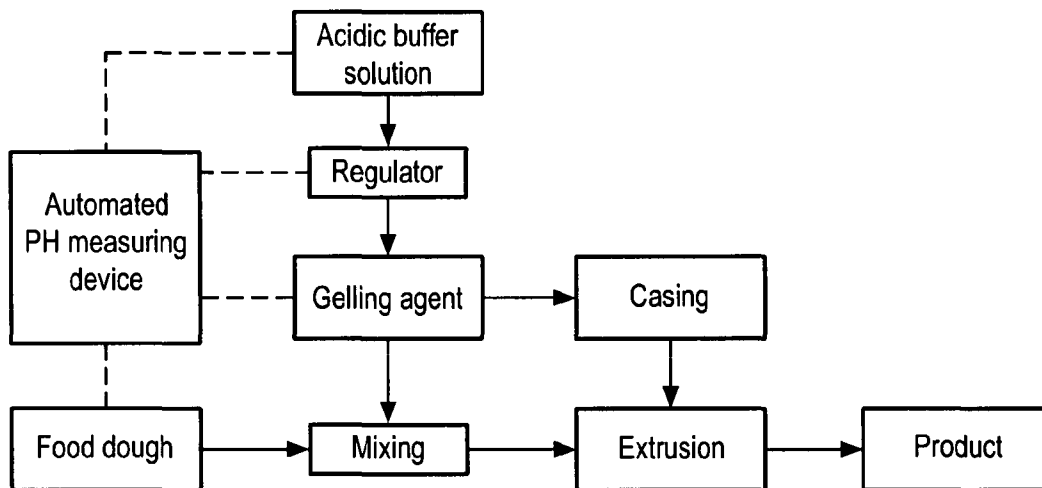 Acidic buffer
solution
Regulator
Automated
PH measuring
device
Gelling agent
Casing
Food dough
Mixing
Extrusion
Product